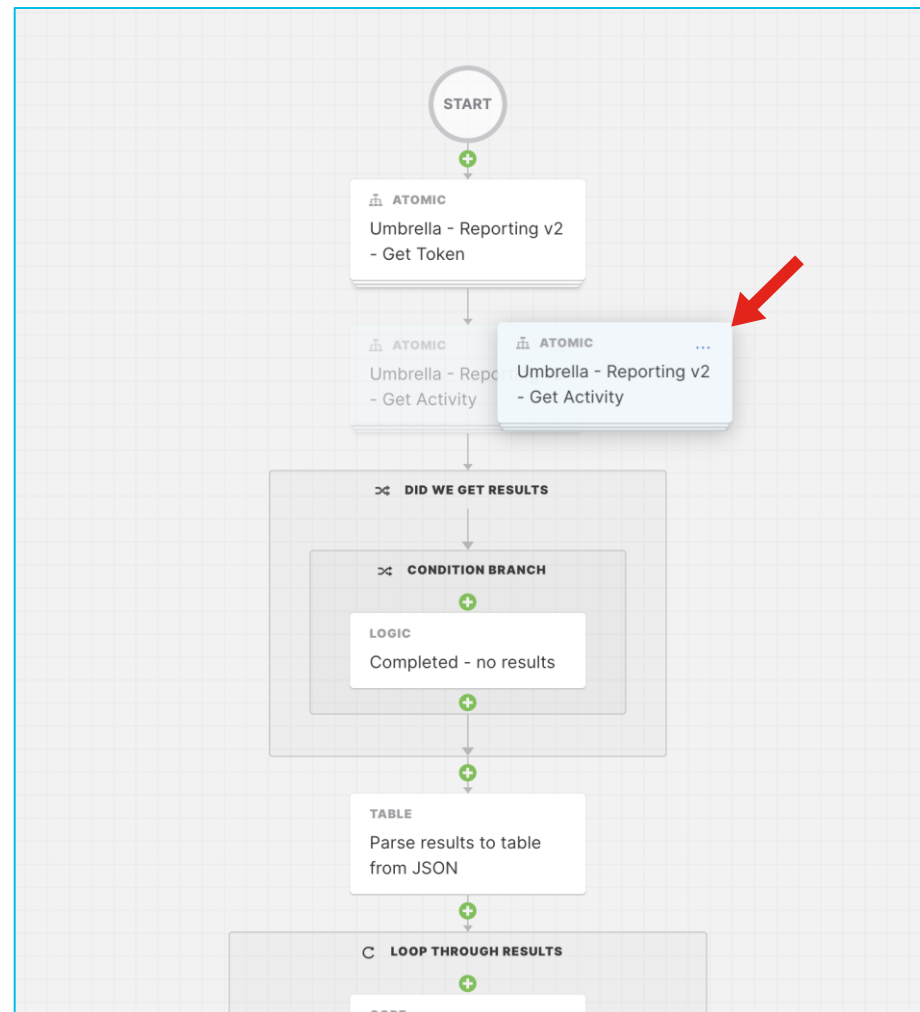 START
ATOMIC
Umbrella - Reporting v2
- Get Token
ATOMIC
Umbrella - Repo
- Get Activity
ATOMIC
...
Umbrella - Reporting v2
- Get Activity
DID WE GET RESULTS
CONDITION BRANCH
LOGIC
Completed - no results
TABLE
Parse results to table
from JSON
LOOP THROUGH RESULTS